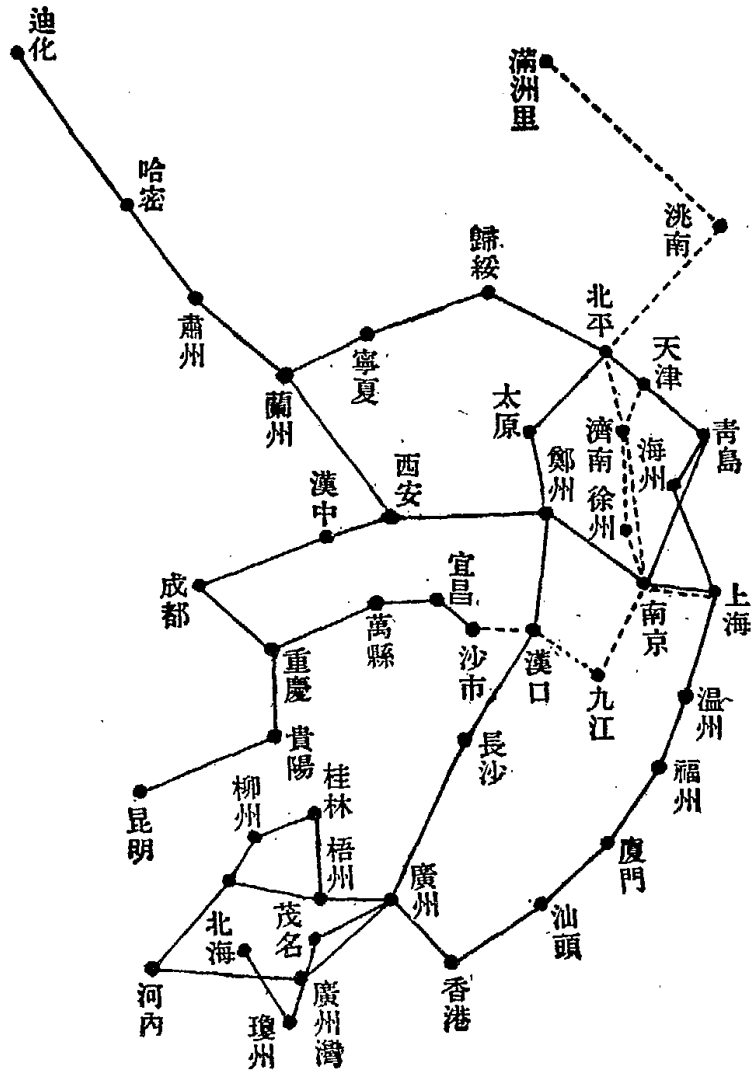 迪化
滿洲里
哈密
洮南
歸綏
北平
肅州
寧夏
天津
蘭州
太原
濟南
海州
青島
鄭州
西安
漢中
徐州
成都
宜昌
南京
上海
萬縣
重慶
沙市
漢口
九江
温州
貴陽
長沙
福州
昆明
柳州
桂林
梧州
廈門
廣州
茂名
北海
汕頭
河內
瓊州
廣州灣
香港